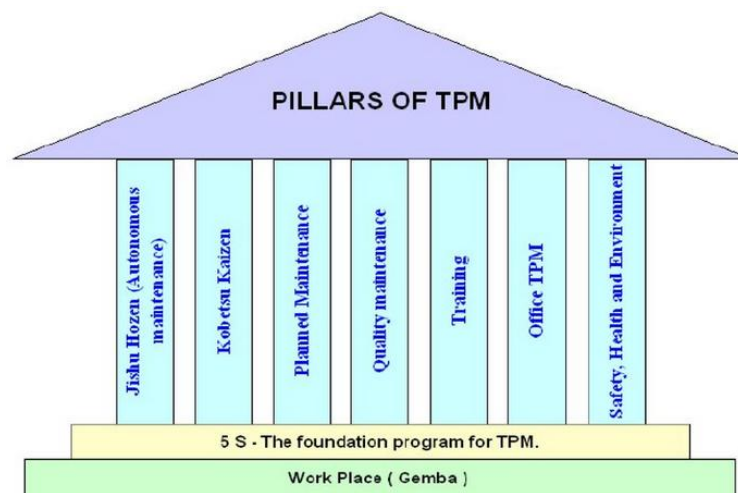 PILLARS OF TPM
Jishu Hozen (Autonomous
maintenance)
Kobetsu Kaizen
Planned Maintenance
Quality maintenance
Training
Office TPM
Safety, Health and Environment
5 S - The foundation program for TPM.
Work Place ( Gemba )